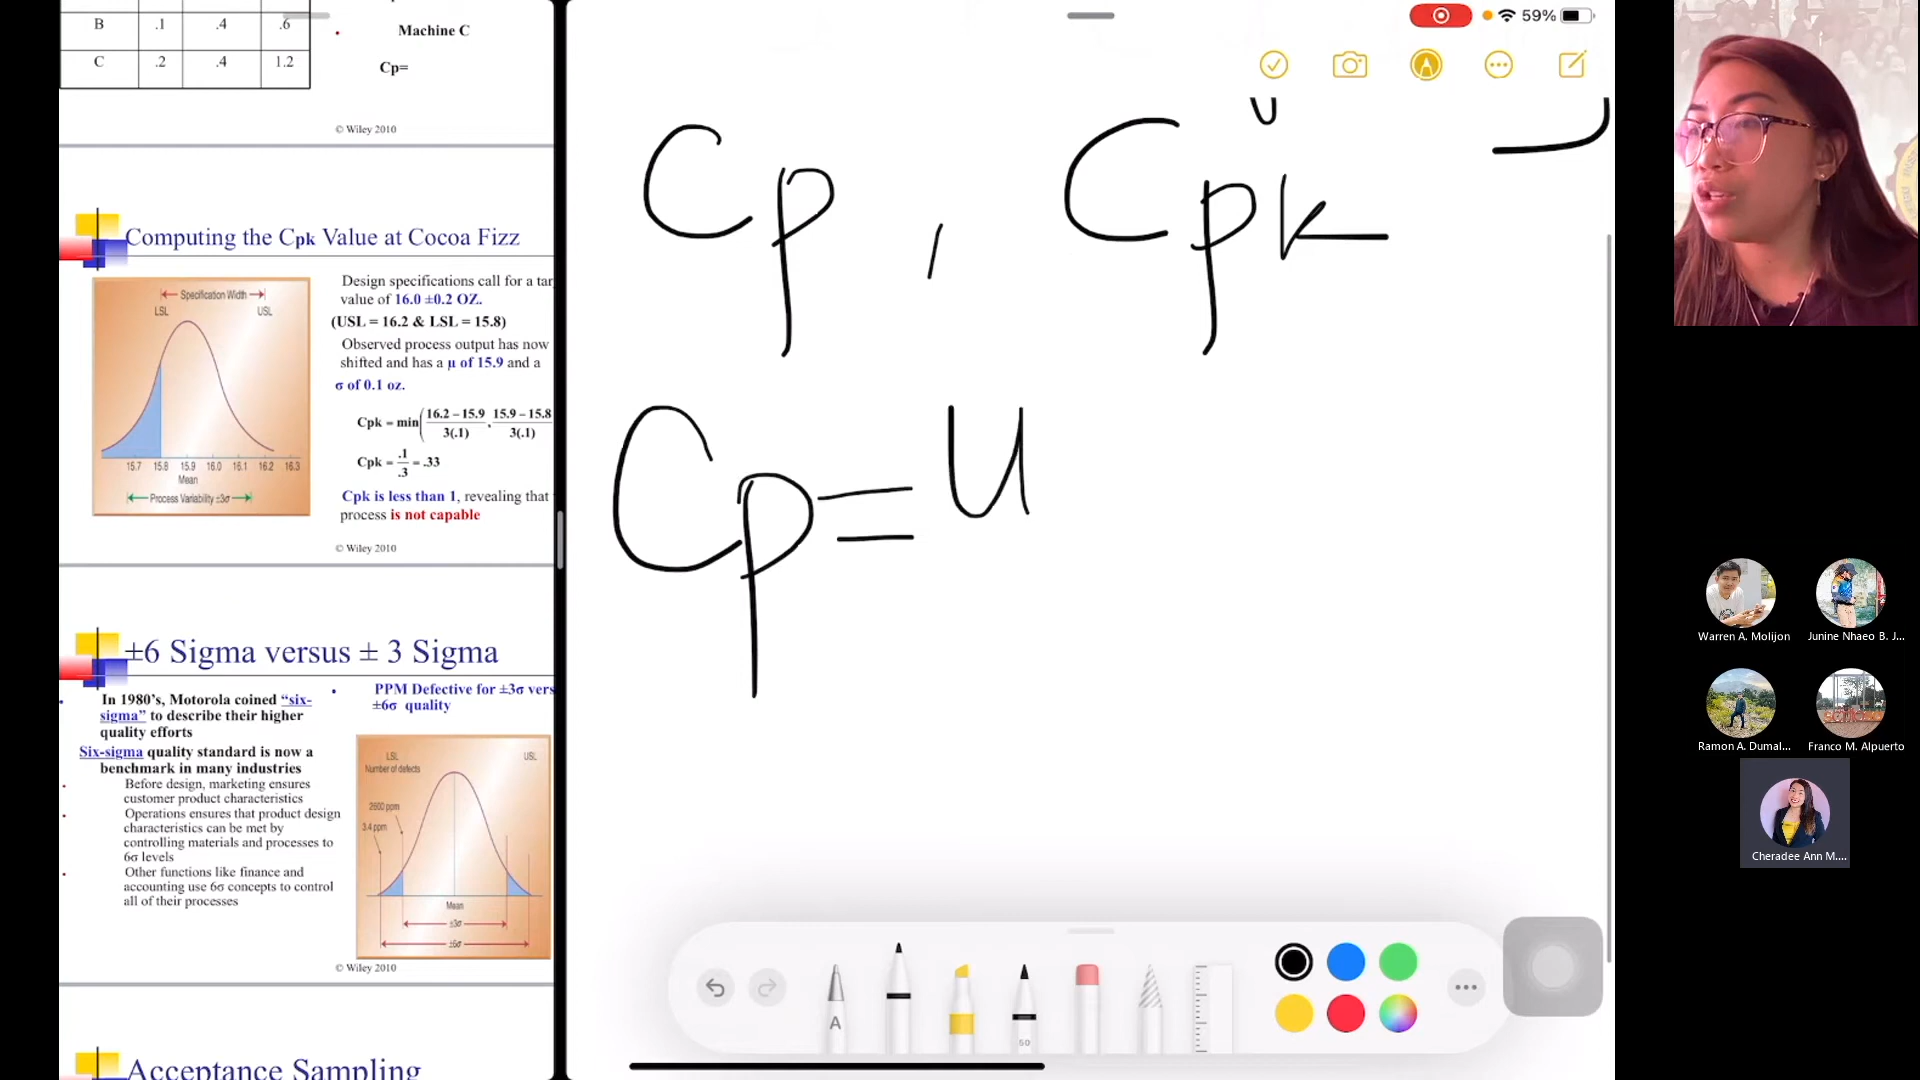 B .1 .4 .6
C .2 .4 1.2
Machine C
Cp=
© Wiley 2010
Computing the Cpk Value at Cocoa Fizz
Specification Width
LSL USL
15.7 15.8 15.9 16.0 16.1 16.2 16.3
Mean
Process Variability ±3σ
Design specifications call for a tar
value of 16.0 ±0.2 OZ.
(USL = 16.2 & LSL = 15.8)
Observed process output has now
shifted and has a µ of 15.9 and a
σ of 0.1 oz.
Cpk = min( 16.2 – 15.9 / 3(.1) , 15.9 – 15.8 / 3(.1)
Cpk = .1 / .3 = .33
Cpk is less than 1, revealing that
process is not capable
© Wiley 2010
±6 Sigma versus ± 3 Sigma
In 1980’s, Motorola coined “six-
sigma” to describe their higher
quality efforts
Six-sigma quality standard is now a
benchmark in many industries
Before design, marketing ensures
customer product characteristics
Operations ensures that product design
characteristics can be met by
controlling materials and processes to
6σ levels
Other functions like finance and
accounting use 6σ concepts to control
all of their processes
PPM Defective for ±3σ vers
±6σ quality
LSL USL
Number of defects
2600 ppm
3.4 ppm
Mean
±3σ
±6σ
© Wiley 2010
Acceptance Sampling
59%
Cp , Cpk
Cp = U
A
50
Warren A. Molijon
Junine Nhaeo B. J...
Ramon A. Dumal...
Franco M. Alpuerto
Cheradee Ann M....